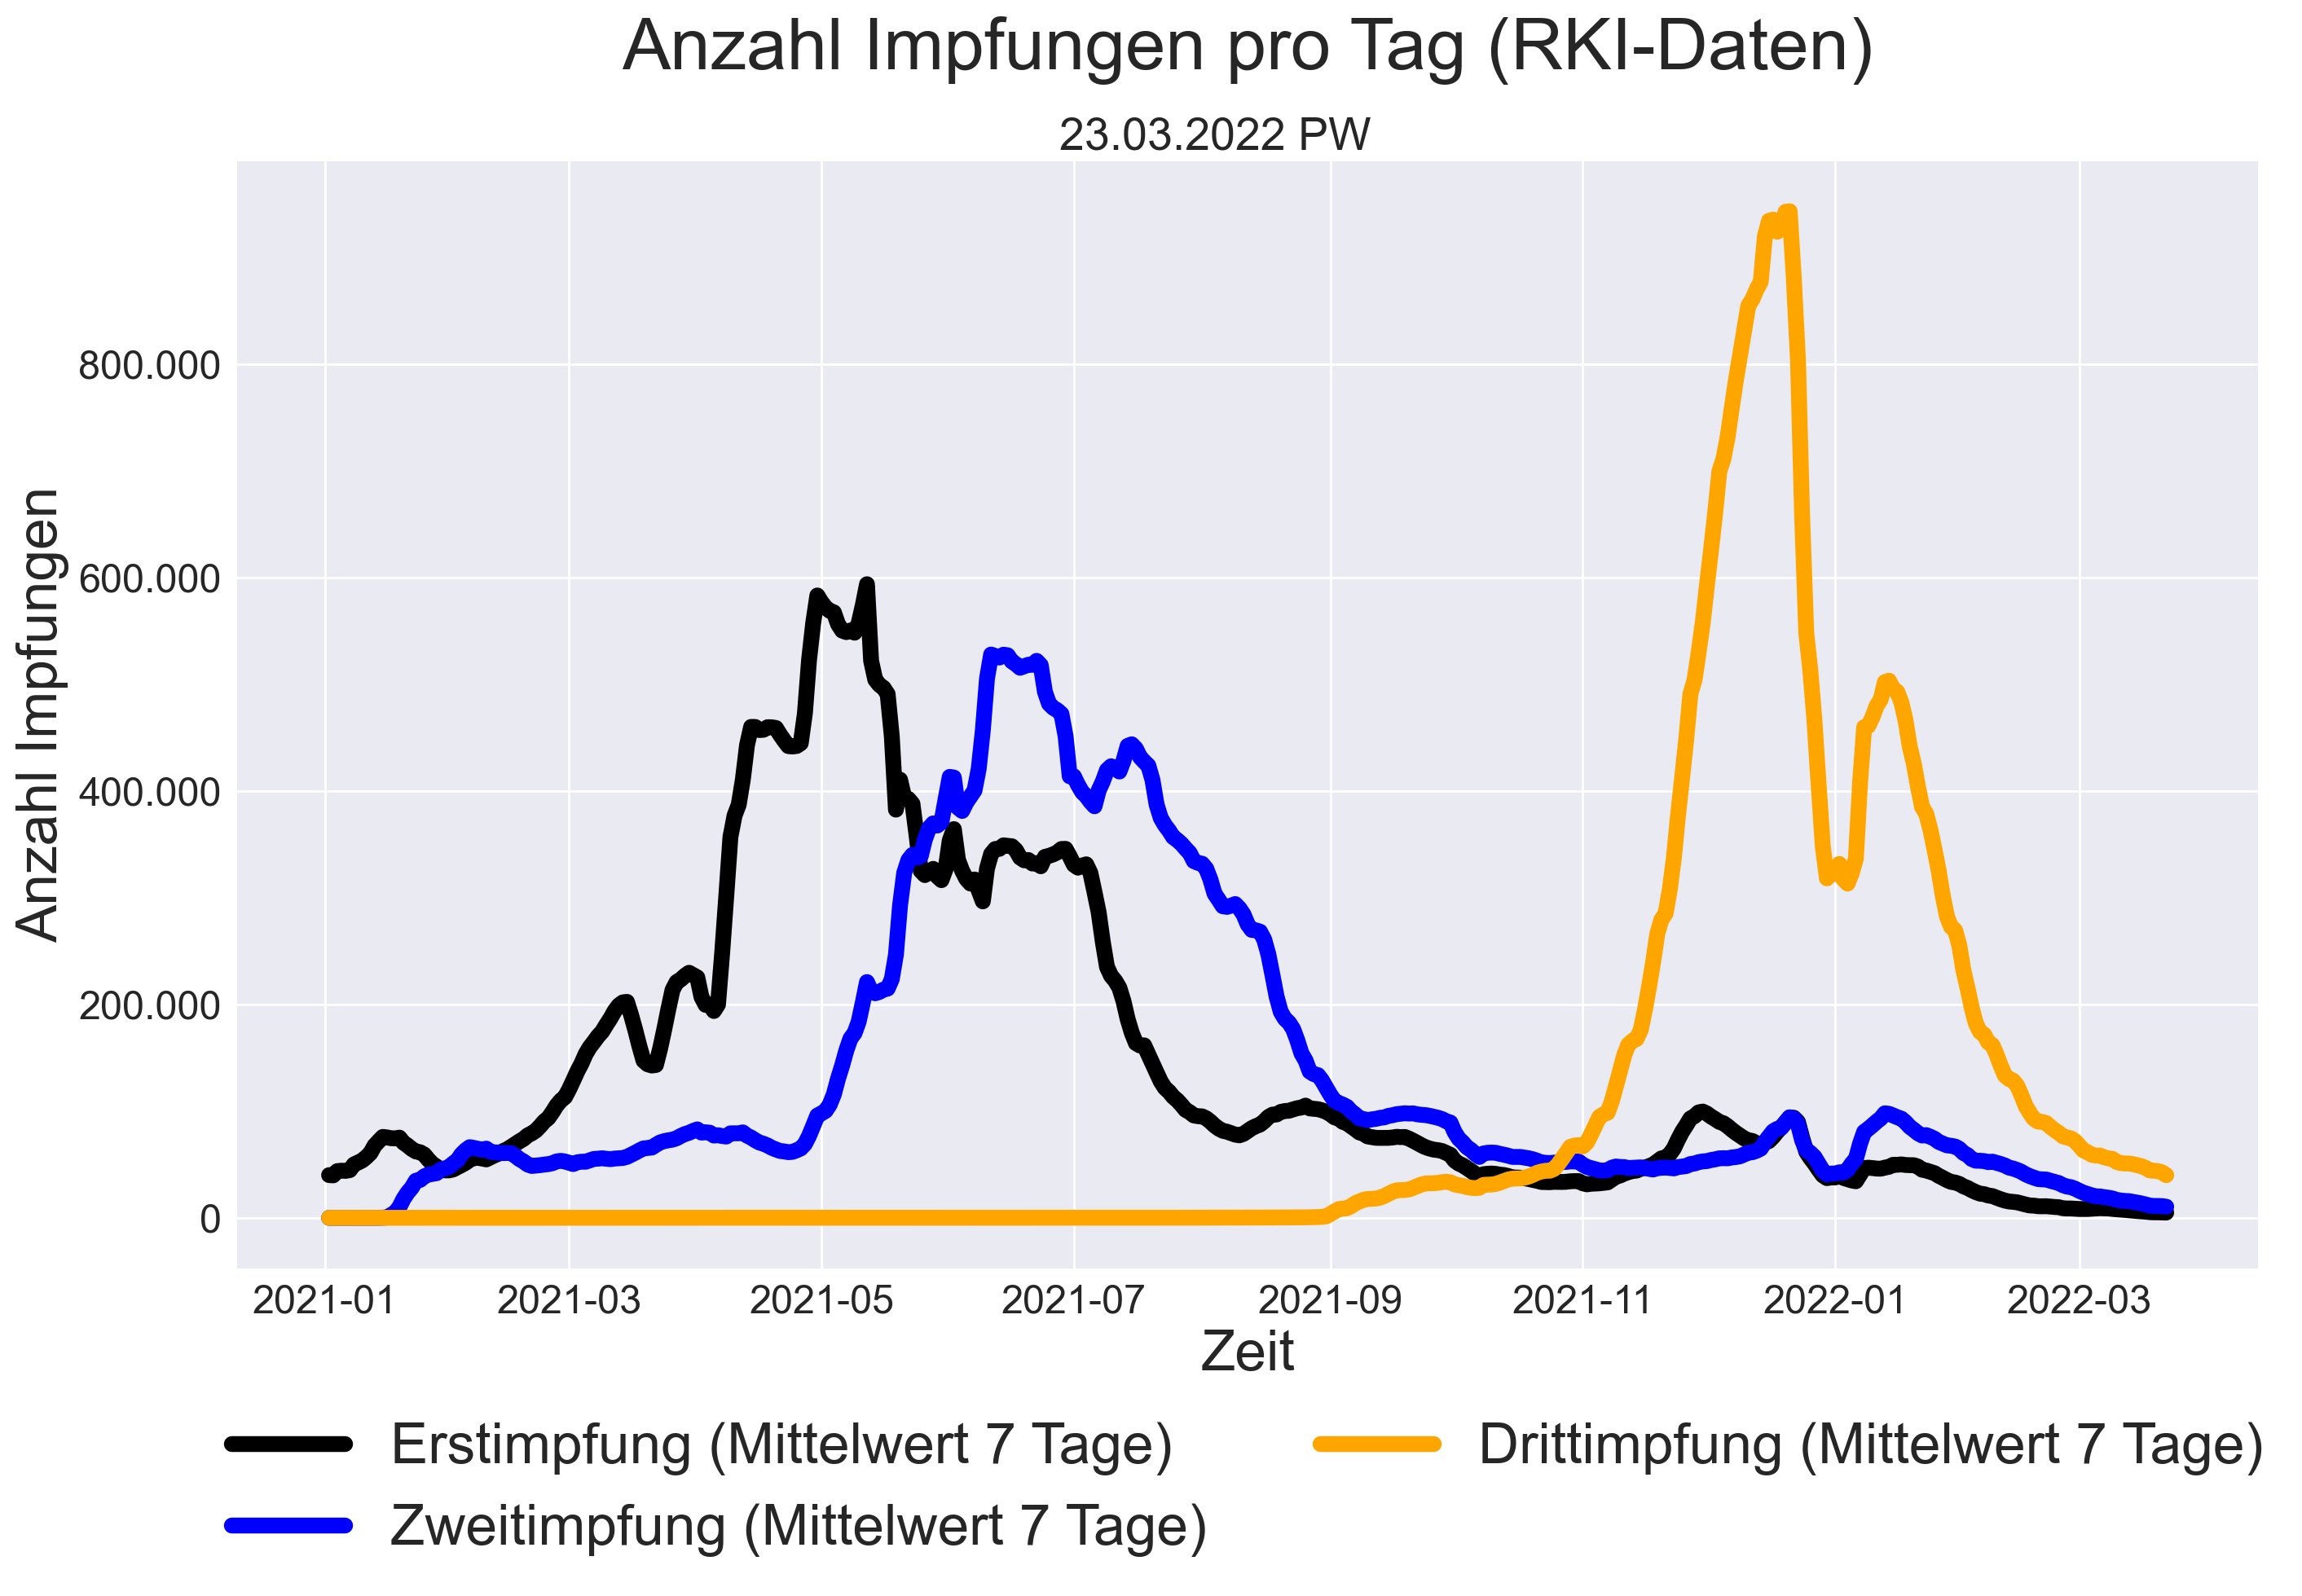 Anzahl Impfungen pro Tag (RKI-Daten)
23.03.2022 PW
Anzahl Impfungen
800.000
600.000
400.000
200.000
0
2021-01 2021-03 2021-05 2021-07 2021-09 2021-11 2022-01 2022-03
Zeit
Erstimpfung (Mittelwert 7 Tage) Drittimpfung (Mittelwert 7 Tage)
Zweitimpfung (Mittelwert 7 Tage)